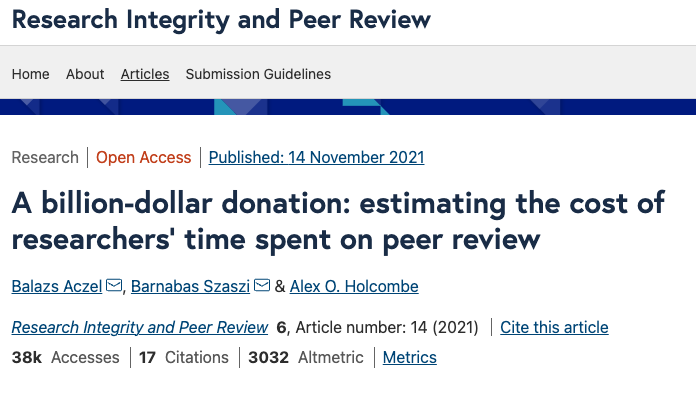 Research Integrity and Peer Review
Home About Articles Submission Guidelines
Research | Open Access | Published: 14 November 2021
A billion-dollar donation: estimating the cost of
researchers' time spent on peer review
Balazs Aczel, Barnabas Szaszi & Alex O. Holcombe
Research Integrity and Peer Review 6, Article number: 14 (2021) | Cite this article
38k Accesses | 17 Citations | 3032 Altmetric | Metrics